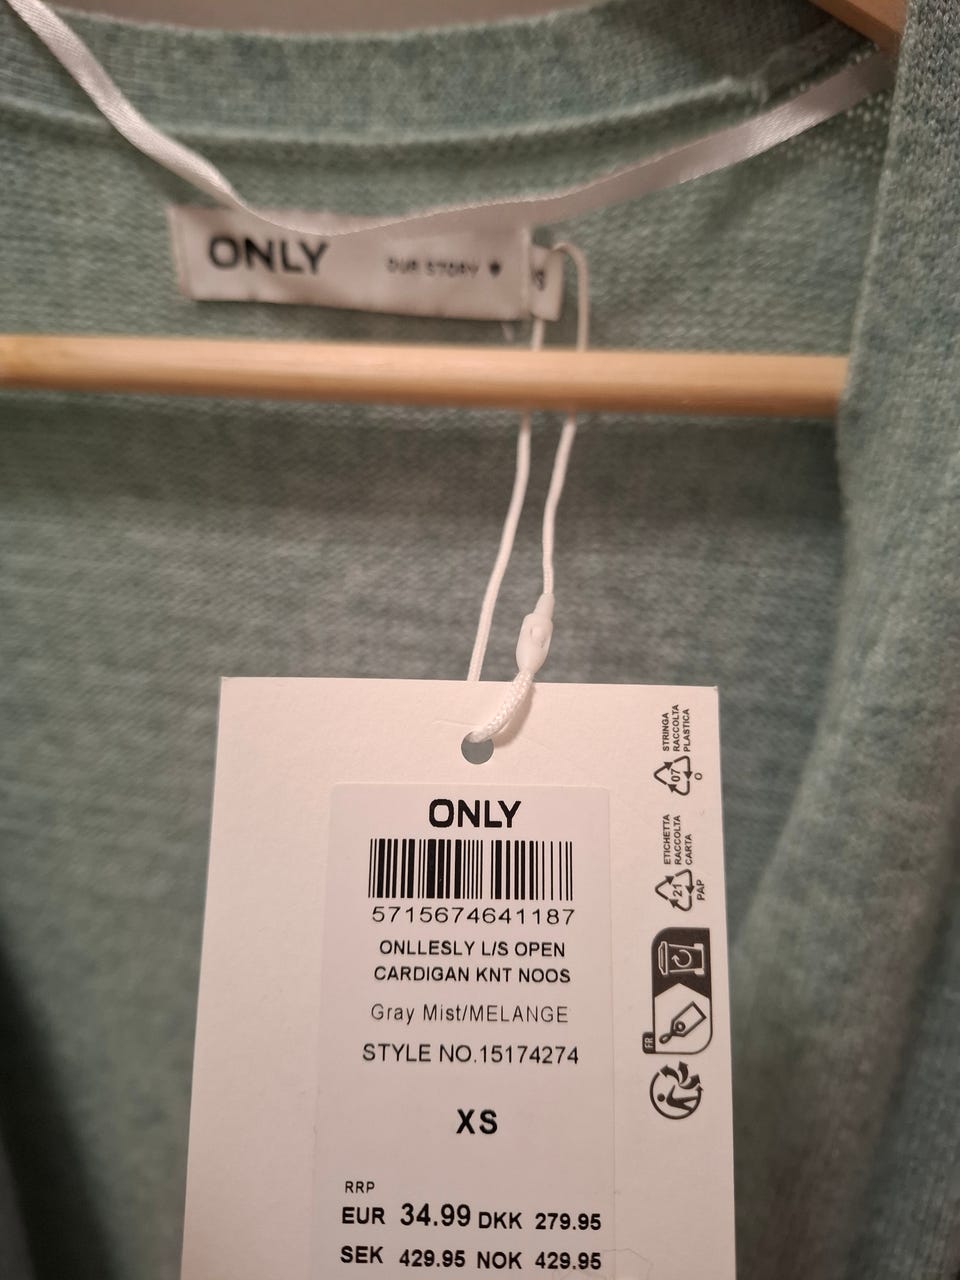 ONLY
OUR STORY
ONLY
5715674641187
ONLLESLY L/S OPEN
CARDIGAN KNT NOOS
Gray Mist/MELANGE
STYLE NO.15174274
XS
RRP
EUR 34.99 DKK 279.95
SEK 429.95 NOK 429.95
STRINGA
RACCOLTA
PLASTICA
07
O
ETICHETTA
RACCOLTA
CARTA
21
PAP
FR